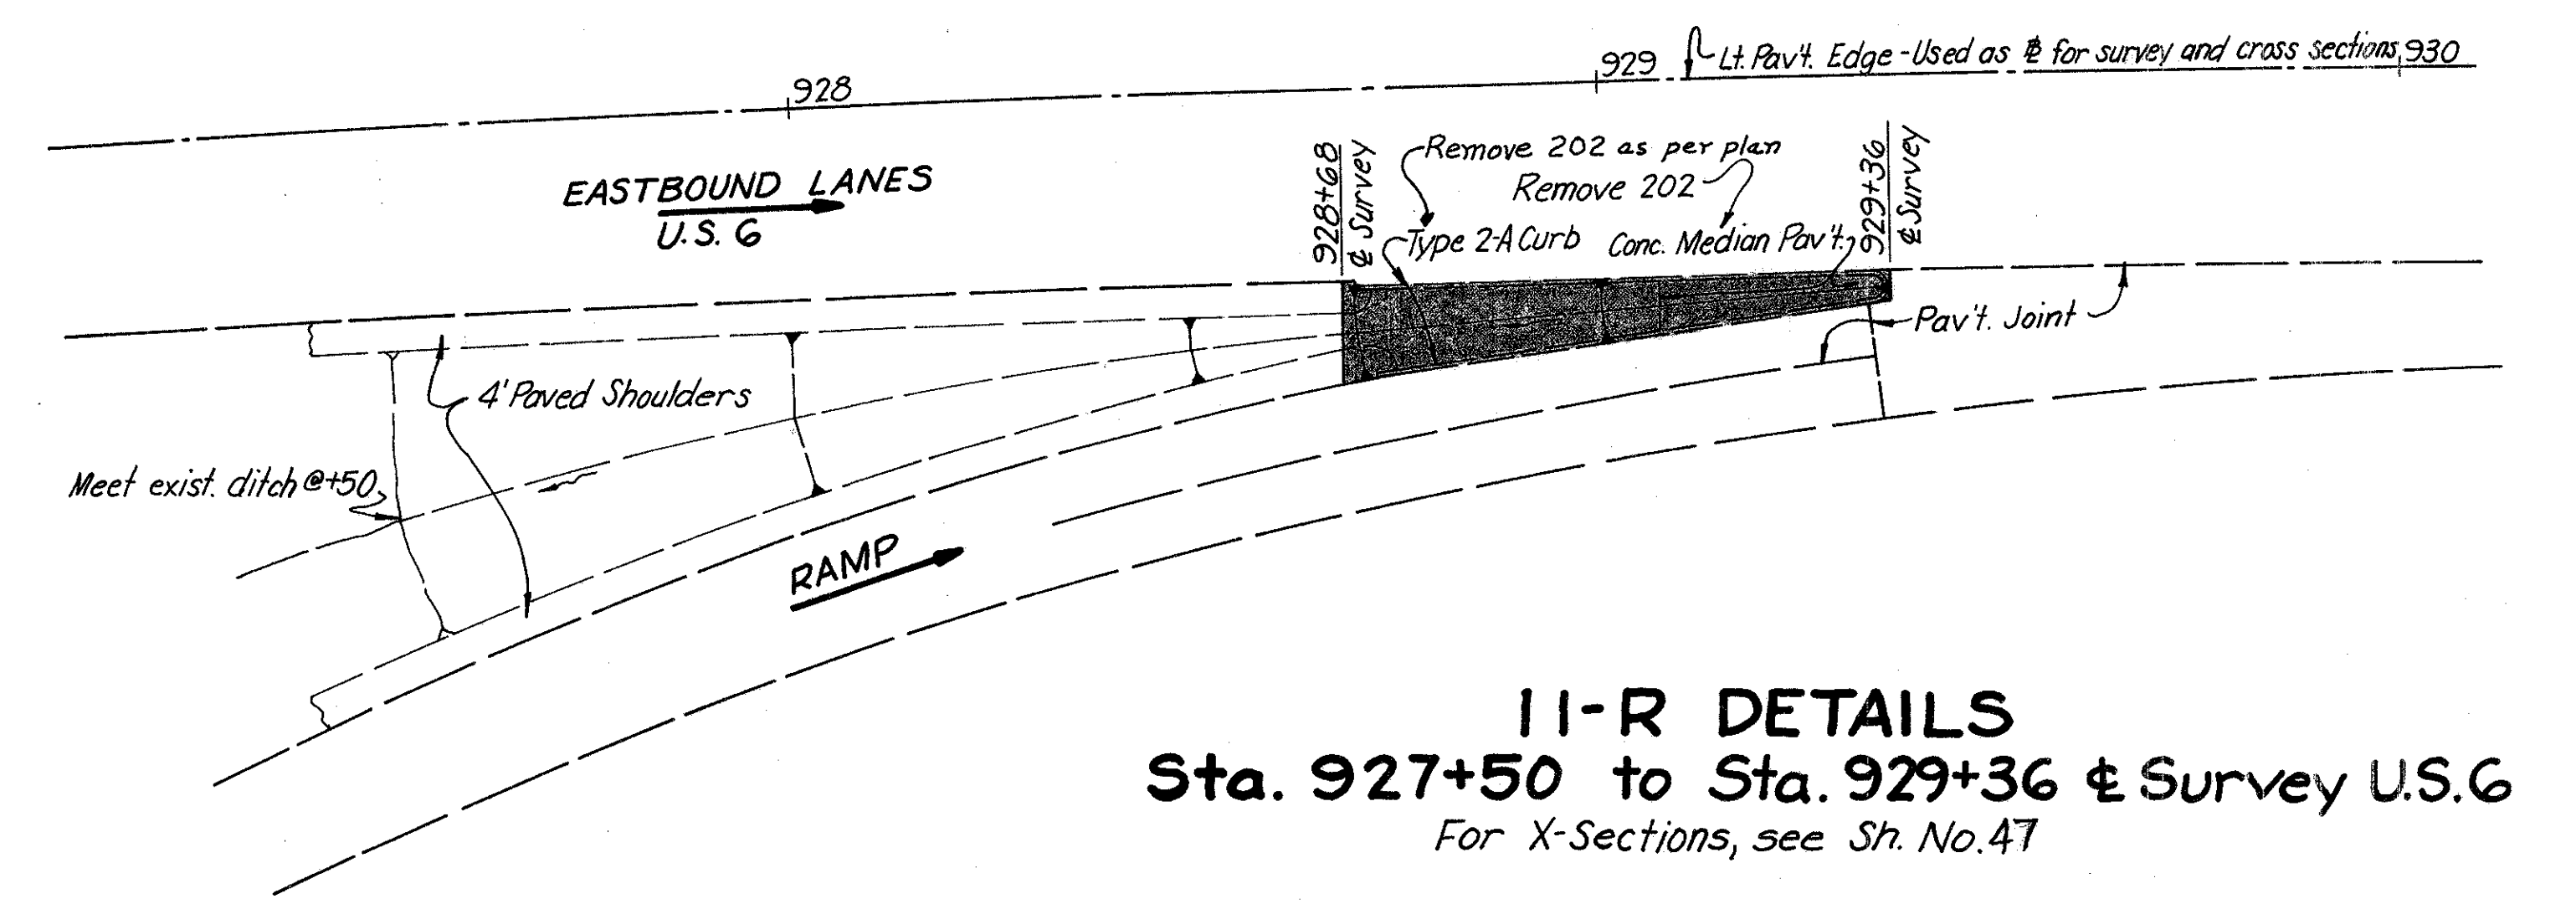 928
929
Lt. Pav't. Edge - Used as ℄ for survey and cross sections
930
EASTBOUND LANES
U.S. 6
928+68
℄ Survey
Remove 202 as per plan
Remove 202
Type 2-A Curb
Conc. Median Pav't.
929+36
℄ Survey
Pav't. Joint
4' Paved Shoulders
Meet exist. ditch @+50
RAMP
11-R DETAILS
Sta. 927+50 to Sta. 929+36 ℄ Survey U.S.6
For X-Sections, see Sh. No. 47